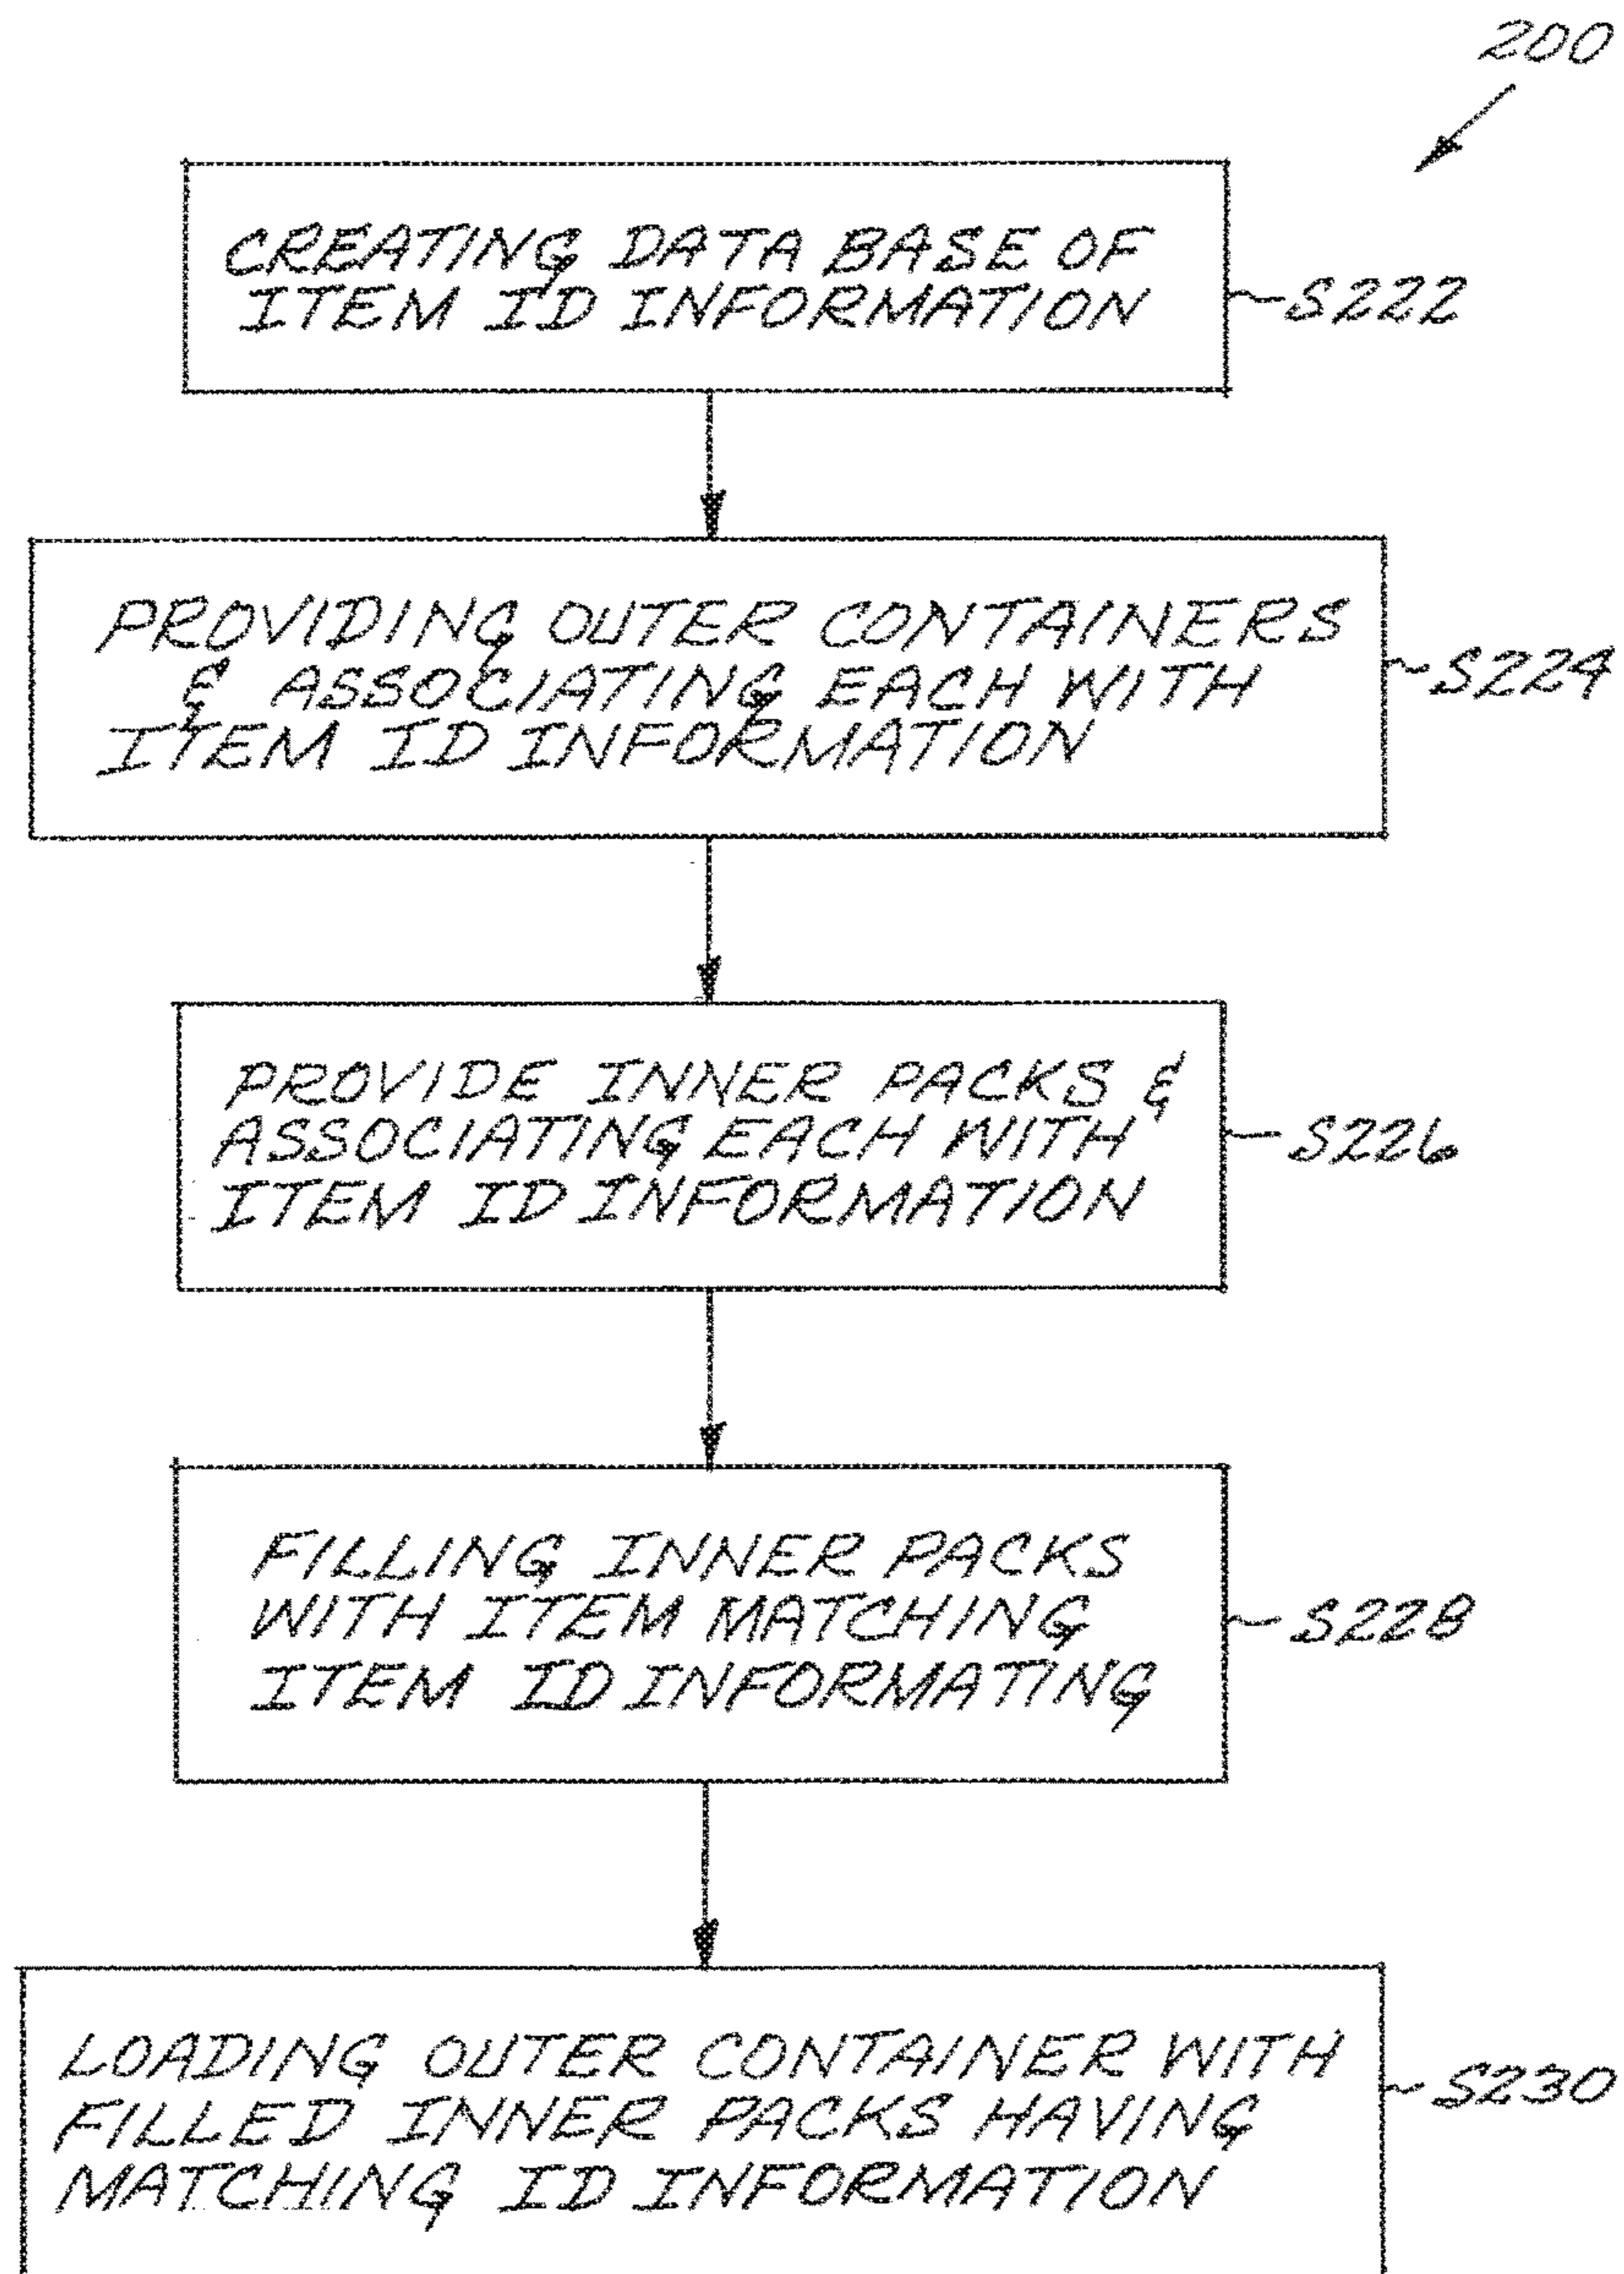 200
CREATING DATA BASE OF
ITEM ID INFORMATION
S222
PROVIDING OUTER CONTAINERS
& ASSOCIATING EACH WITH
ITEM ID INFORMATION
S224
PROVIDE INNER PACKS &
ASSOCIATING EACH WITH
ITEM ID INFORMATION
S226
FILLING INNER PACKS
WITH ITEM MATCHING
ITEM ID INFORMATING
S228
LOADING OUTER CONTAINER WITH
FILLED INNER PACKS HAVING
MATCHING ID INFORMATION
S230